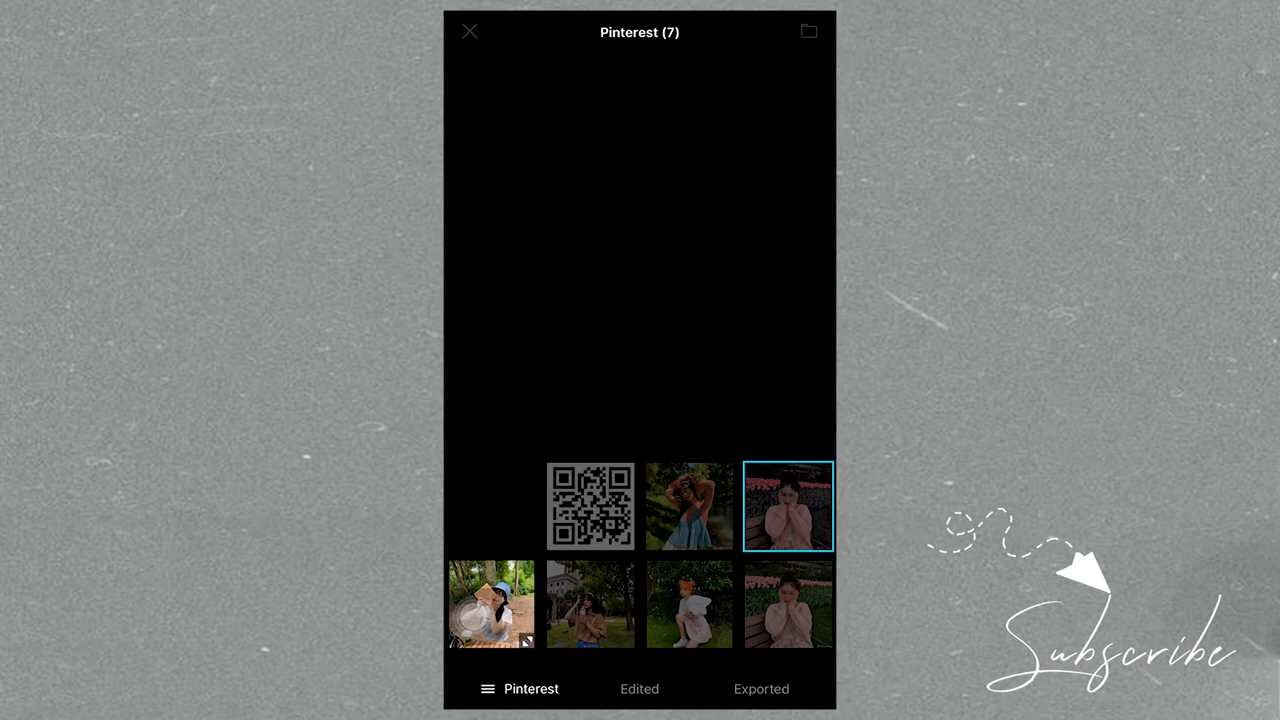 Pinterest (7)
Pinterest
Edited
Exported
Subscribe